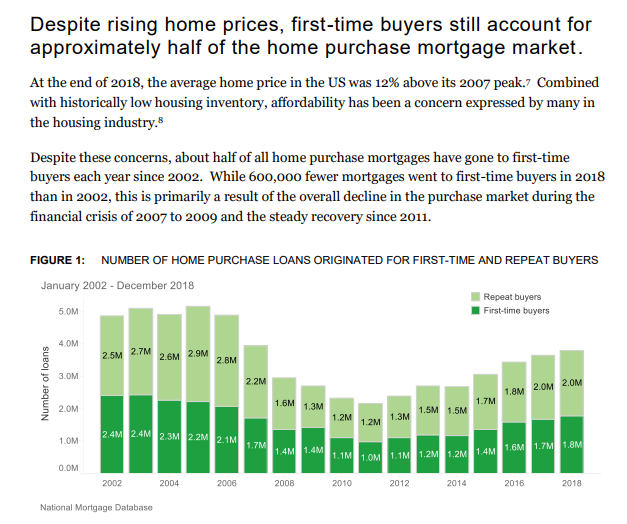 Despite rising home prices, first-time buyers still account for
approximately half of the home purchase mortgage market.
At the end of 2018, the average home price in the US was 12% above its 2007 peak.7 Combined
with historically low housing inventory, affordability has been a concern expressed by many in
the housing industry.8
Despite these concerns, about half of all home purchase mortgages have gone to first-time
buyers each year since 2002. While 600,000 fewer mortgages went to first-time buyers in 2018
than in 2002, this is primarily a result of the overall decline in the purchase market during the
financial crisis of 2007 to 2009 and the steady recovery since 2011.
FIGURE 1: NUMBER OF HOME PURCHASE LOANS ORIGINATED FOR FIRST-TIME AND REPEAT BUYERS
January 2002 - December 2018
Repeat buyers
First-time buyers
Number of loans
5.0M
4.0M
3.0M
2.0M
1.0M
0.0M
2.5M 2.7M 2.6M 2.9M 2.8M 2.2M 1.6M 1.3M 1.2M 1.2M 1.3M 1.5M 1.5M 1.7M 1.8M 2.0M 2.0M
2.4M 2.4M 2.3M 2.2M 2.1M 1.7M 1.4M 1.4M 1.1M 1.0M 1.1M 1.2M 1.2M 1.4M 1.6M 1.7M 1.8M
2002 2004 2006 2008 2010 2012 2014 2016 2018
National Mortgage Database